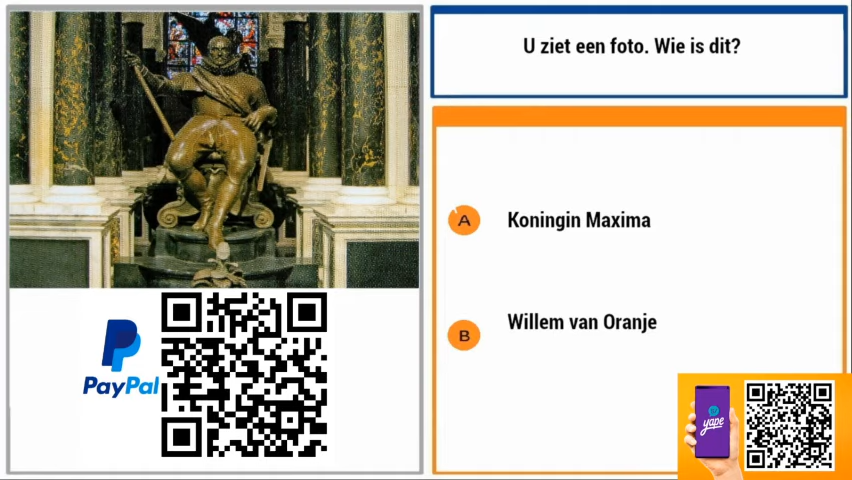 U ziet een foto. Wie is dit?
A
Koningin Maxima
B
Willem van Oranje
PayPal
yape